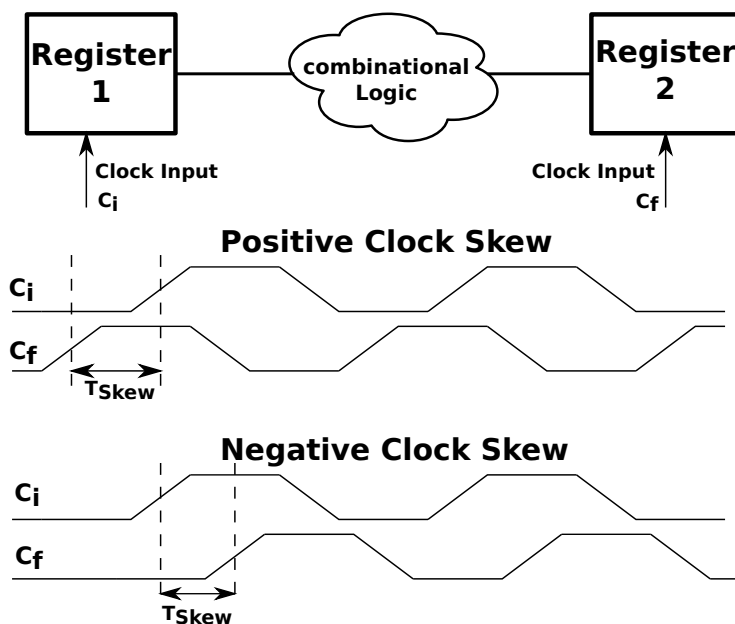 Register
1
combinational
Logic
Register
2
Clock Input
Ci
Clock Input
Cf
Positive Clock Skew
Ci
Cf
TSkew
Negative Clock Skew
Ci
Cf
TSkew